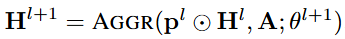 𝐇^{l+1} = AGGR(𝐩^l ⊙ 𝐇^l, 𝐀; θ^{l+1})